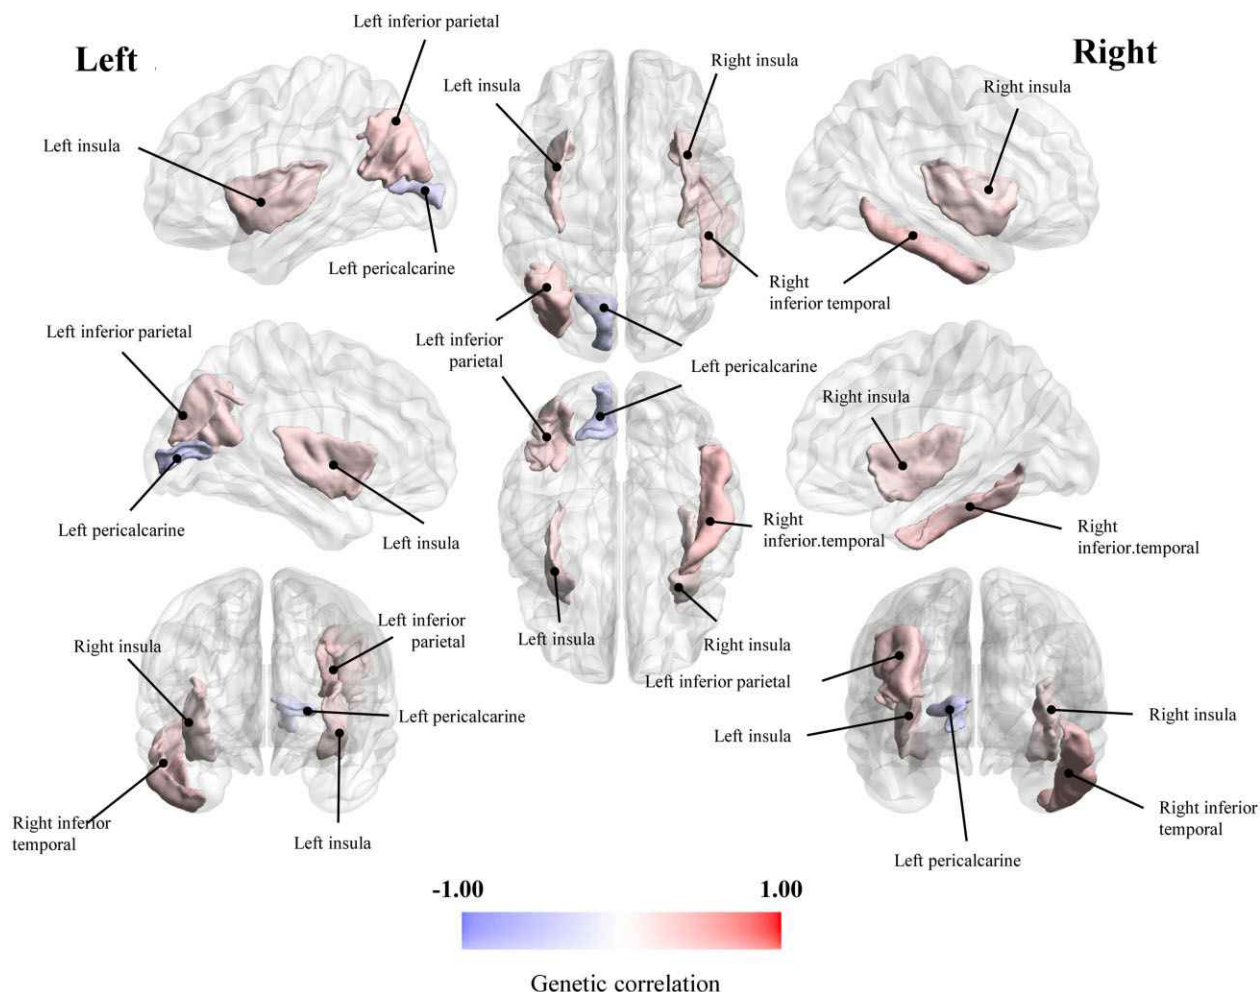 Left inferior parietal
Left
Right
Right insula
Left insula
Right insula
Left insula
Left pericalcarine
Right
inferior temporal
Left inferior parietal
Left inferior
parietal
Left pericalcarine
Right insula
Left pericalcarine
Left insula
Right
inferior.temporal
Right
inferior.temporal
Left inferior
parietal
Right insula
Left insula
Right insula
Left inferior parietal
Left pericalcarine
Left insula
Right insula
Right inferior
temporal
Left insula
Right inferior
temporal
Left pericalcarine
-1.00
1.00
Genetic correlation